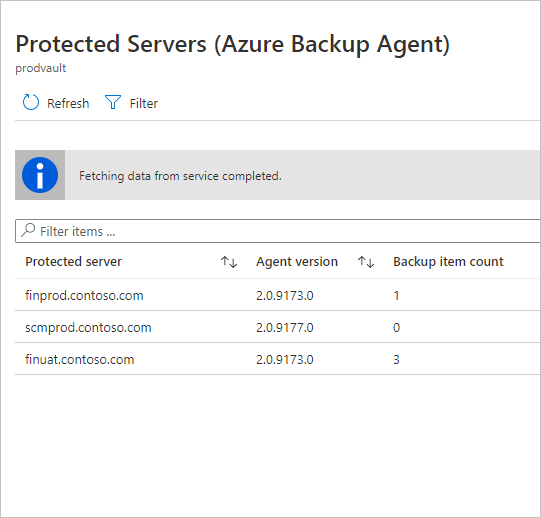 Protected Servers (Azure Backup Agent)
prodvault
Refresh Filter
Fetching data from service completed.
Filter items ...
Protected server Agent version Backup item count
finprod.contoso.com 2.0.9173.0 1
scmprod.contoso.com 2.0.9177.0 0
finuat.contoso.com 2.0.9173.0 3